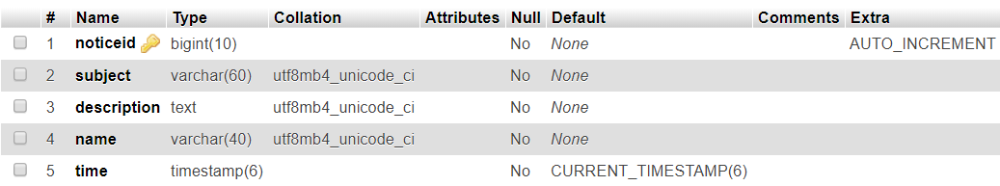 # Name Type Collation Attributes Null Default Comments Extra
1 noticeid bigint(10) No None AUTO_INCREMENT
2 subject varchar(60) utf8mb4_unicode_ci No None
3 description text utf8mb4_unicode_ci No None
4 name varchar(40) utf8mb4_unicode_ci No None
5 time timestamp(6) No CURRENT_TIMESTAMP(6)